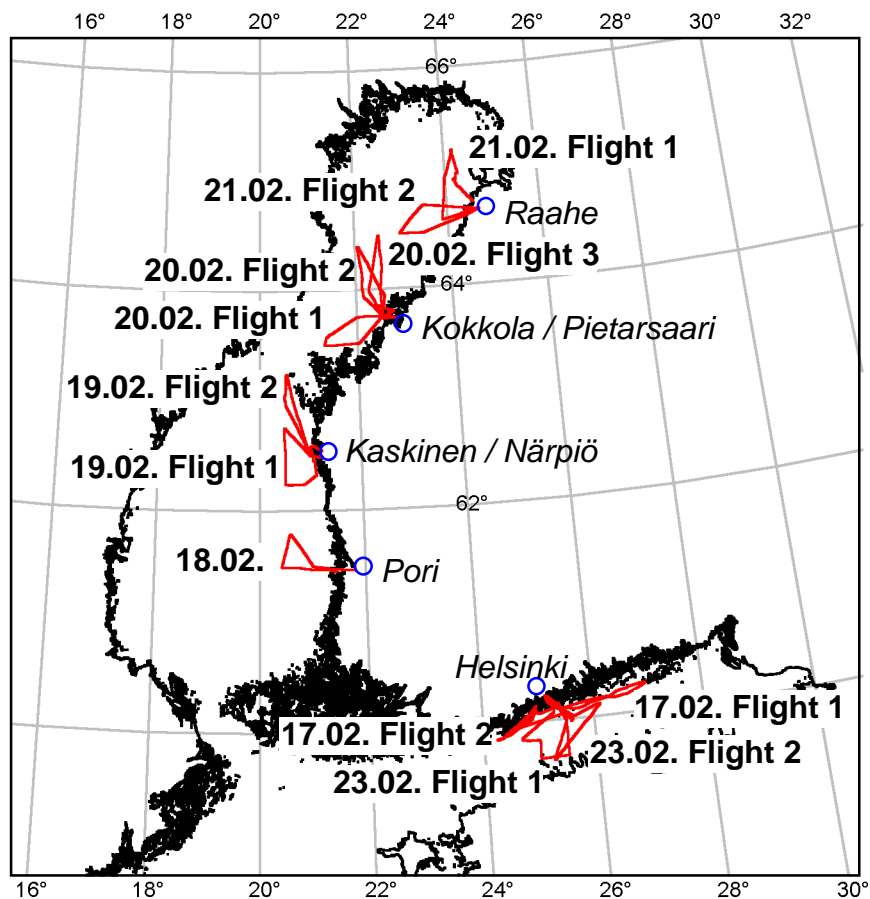 16° 18° 20° 22° 24° 26° 28° 30° 32°
66°
21.02. Flight 1
21.02. Flight 2
Raahe
20.02. Flight 3
20.02. Flight 2
64°
20.02. Flight 1
Kokkola / Pietarsaari
19.02. Flight 2
Kaskinen / Närpiö
19.02. Flight 1
62°
18.02.
Pori
Helsinki
17.02. Flight 1
17.02. Flight 2
23.02. Flight 2
23.02. Flight 1
16° 18° 20° 22° 24° 26° 28° 30°